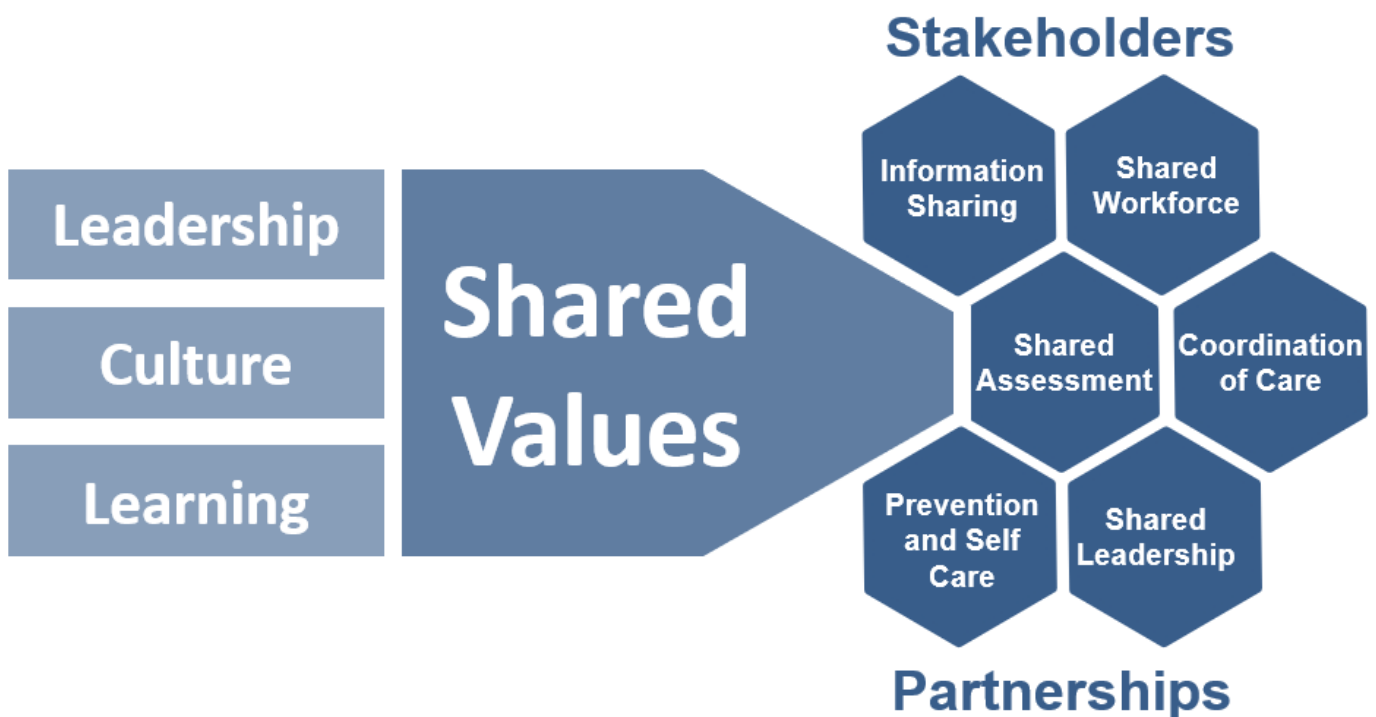 Leadership
Culture
Learning
Shared
Values
Stakeholders
Information
Sharing
Shared
Workforce
Shared
Assessment
Coordination
of Care
Prevention
and Self
Care
Shared
Leadership
Partnerships